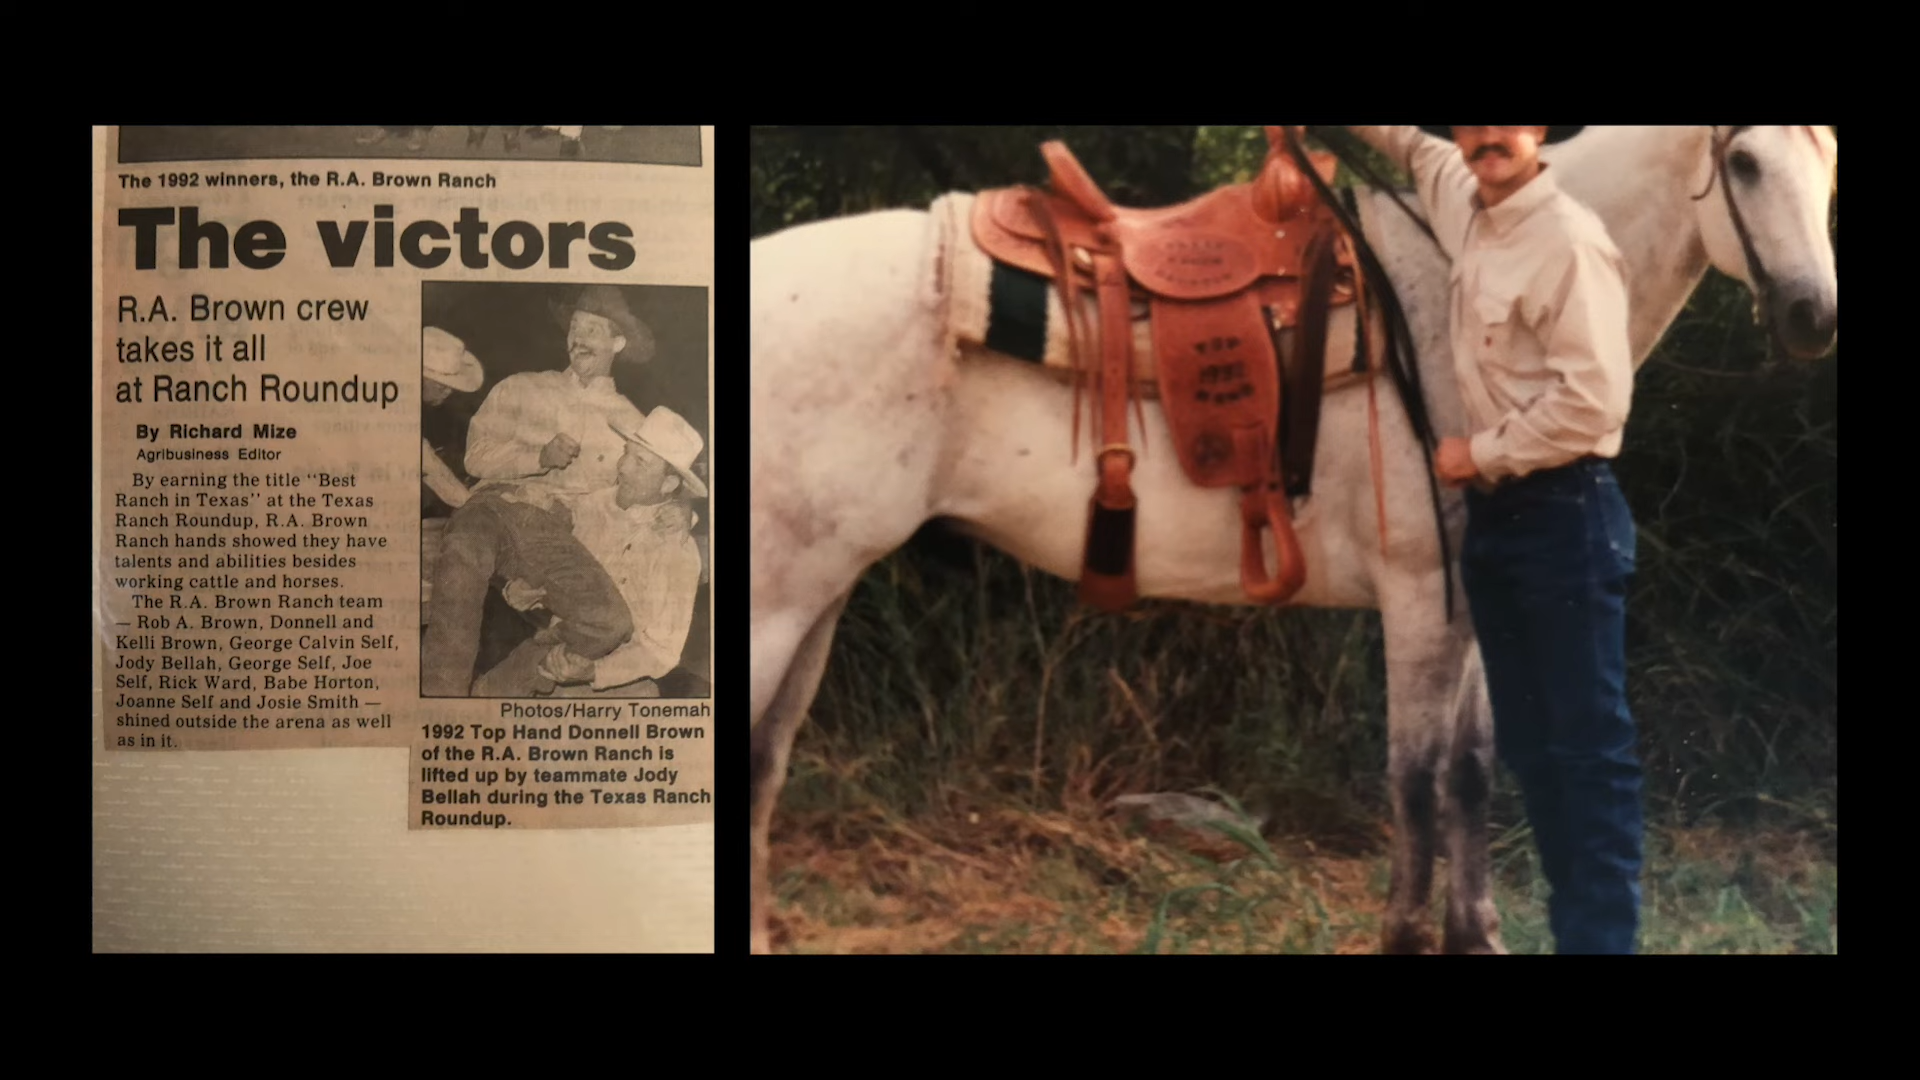 The 1992 winners, the R.A. Brown Ranch
The victors
R.A. Brown crew
takes it all
at Ranch Roundup
By Richard Mize
Agribusiness Editor
By earning the title "Best
Ranch in Texas" at the Texas
Ranch Roundup, R.A. Brown
Ranch hands showed they have
talents and abilities besides
working cattle and horses.
The R.A. Brown Ranch team
— Rob A. Brown, Donnell and
Kelli Brown, George Calvin Self,
Jody Bellah, George Self, Joe
Self, Rick Ward, Babe Horton,
Joanne Self and Josie Smith —
shined outside the arena as well
as in it.
Photos/Harry Tonemah
1992 Top Hand Donnell Brown
of the R.A. Brown Ranch is
lifted up by teammate Jody
Bellah during the Texas Ranch
Roundup.
TOP
1992
HAND